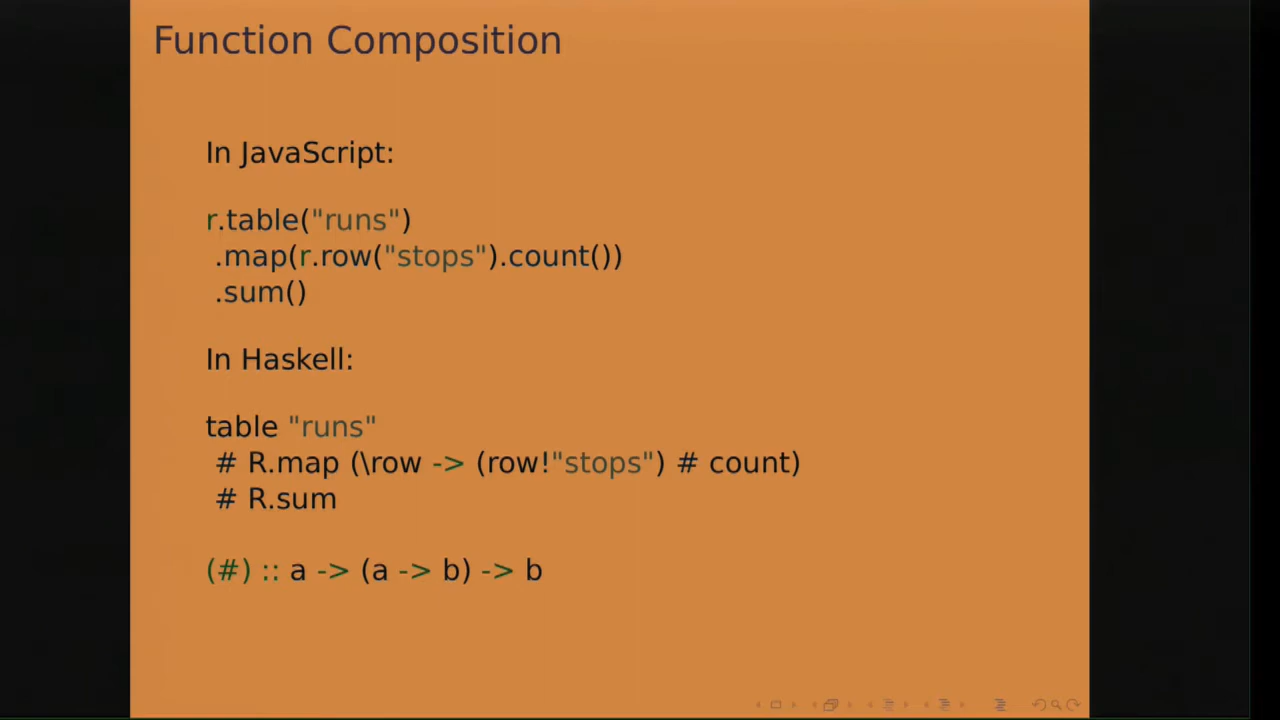 Function Composition
In JavaScript:
r.table("runs")
.map(r.row("stops").count())
.sum()
In Haskell:
table "runs"
# R.map (\row -> (row!"stops") # count)
# R.sum
(#) :: a -> (a -> b) -> b